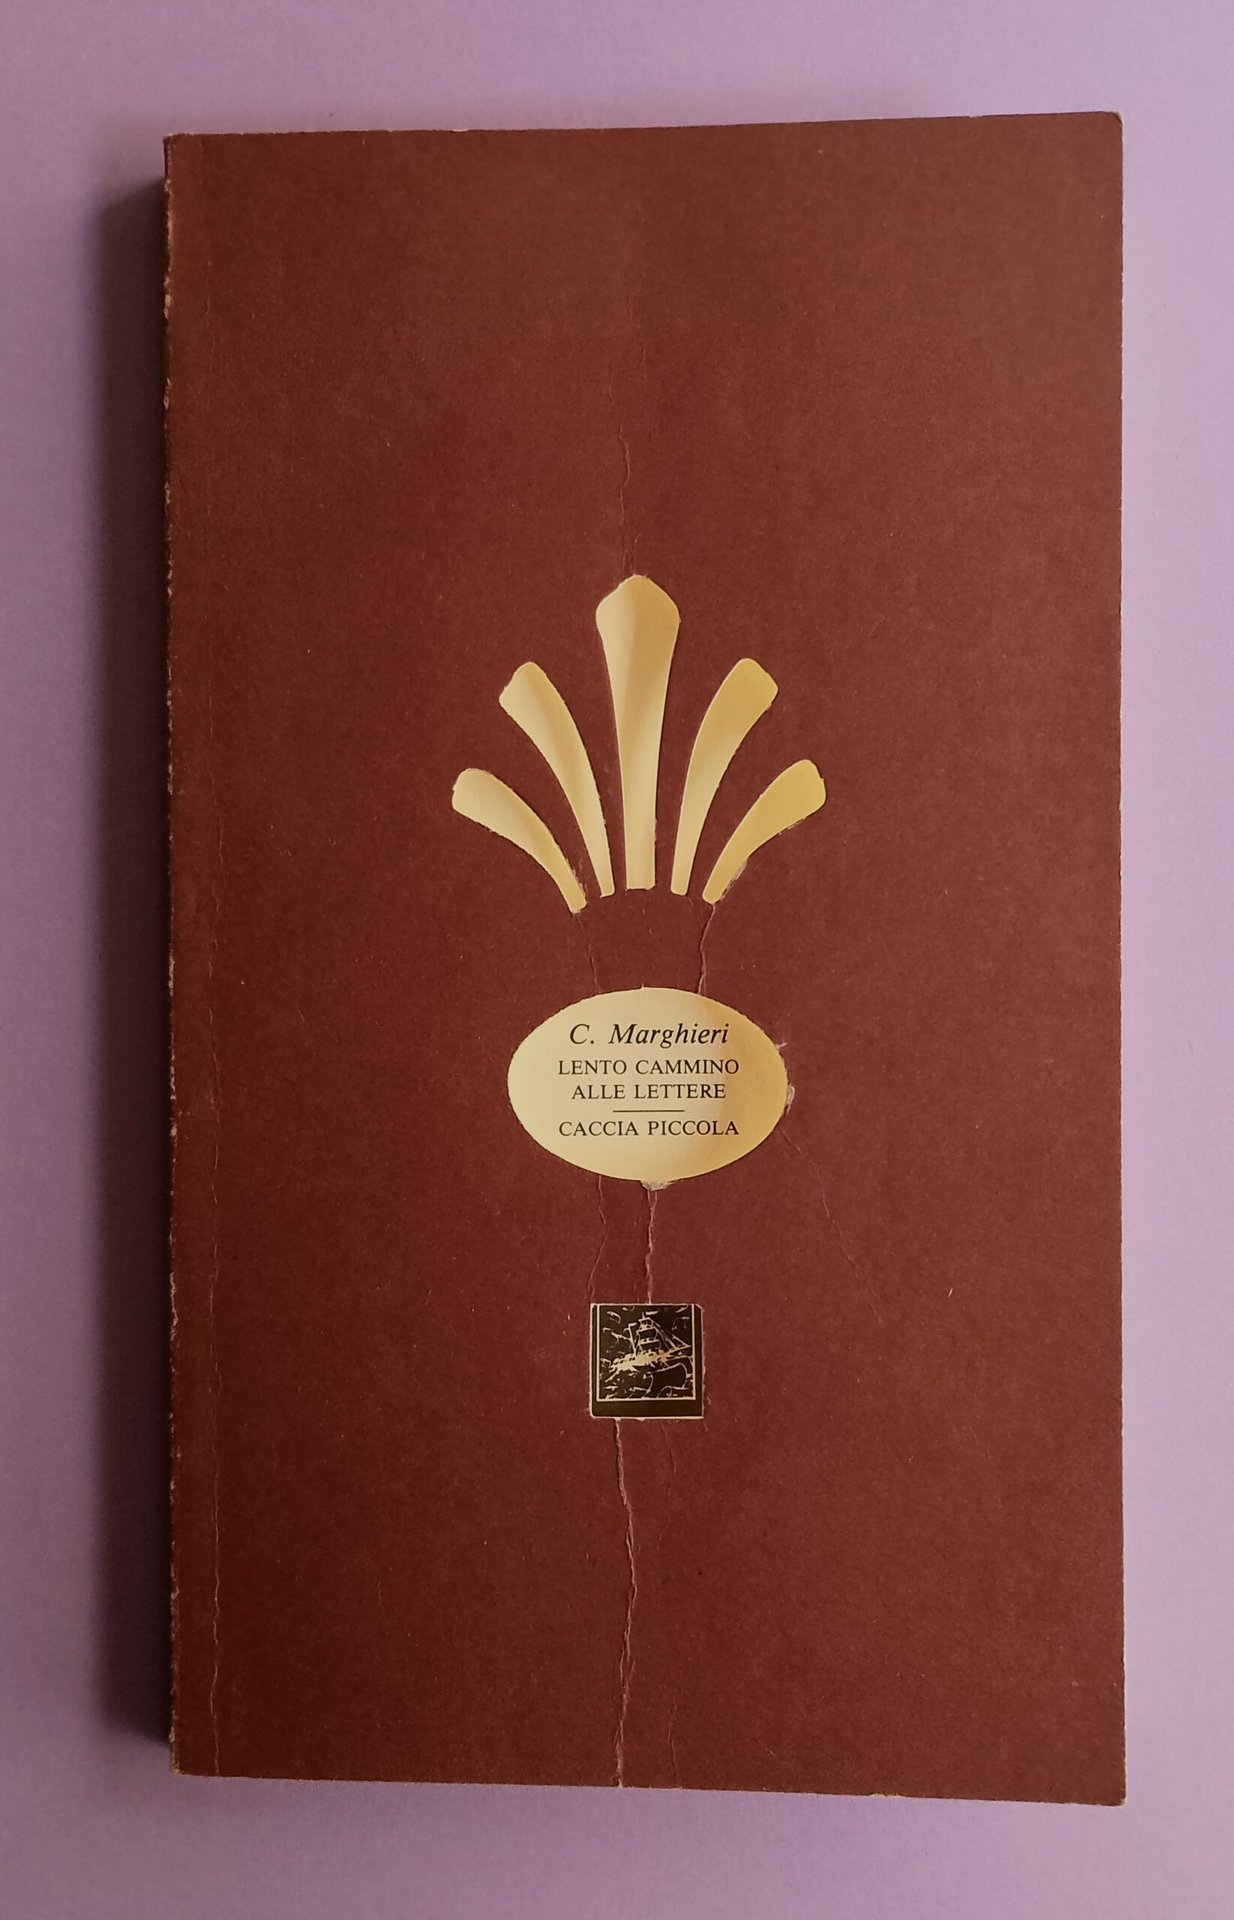 C. Marghieri
LENTO CAMMINO
ALLE LETTERE
CACCIA PICCOLA